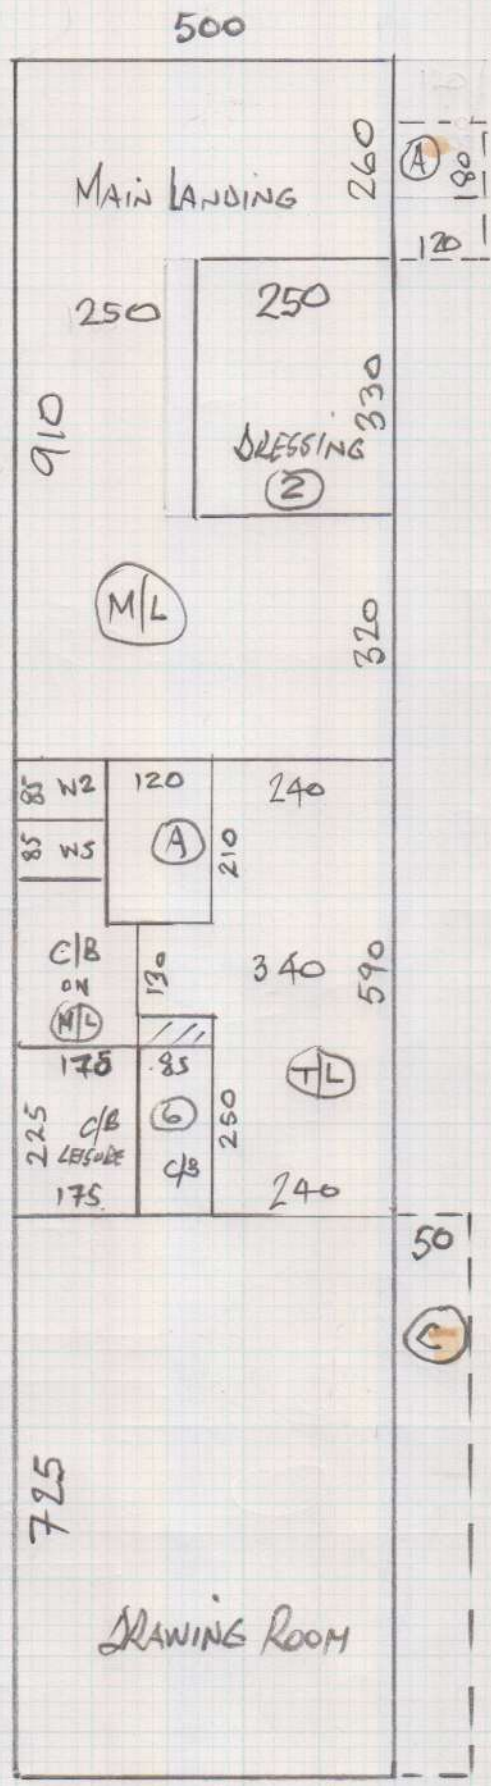 500
MAIN LANDING
260
A
180
120
250
250
910
330
DRESSING
2
M/L
320
85 W2
120
240
85 W5
A
210
C/B
ON
M/L
130
340
590
175
85
T/L
225
C/B
LEISURE
6
C/B
250
175
240
50
C
725
DRAWING ROOM